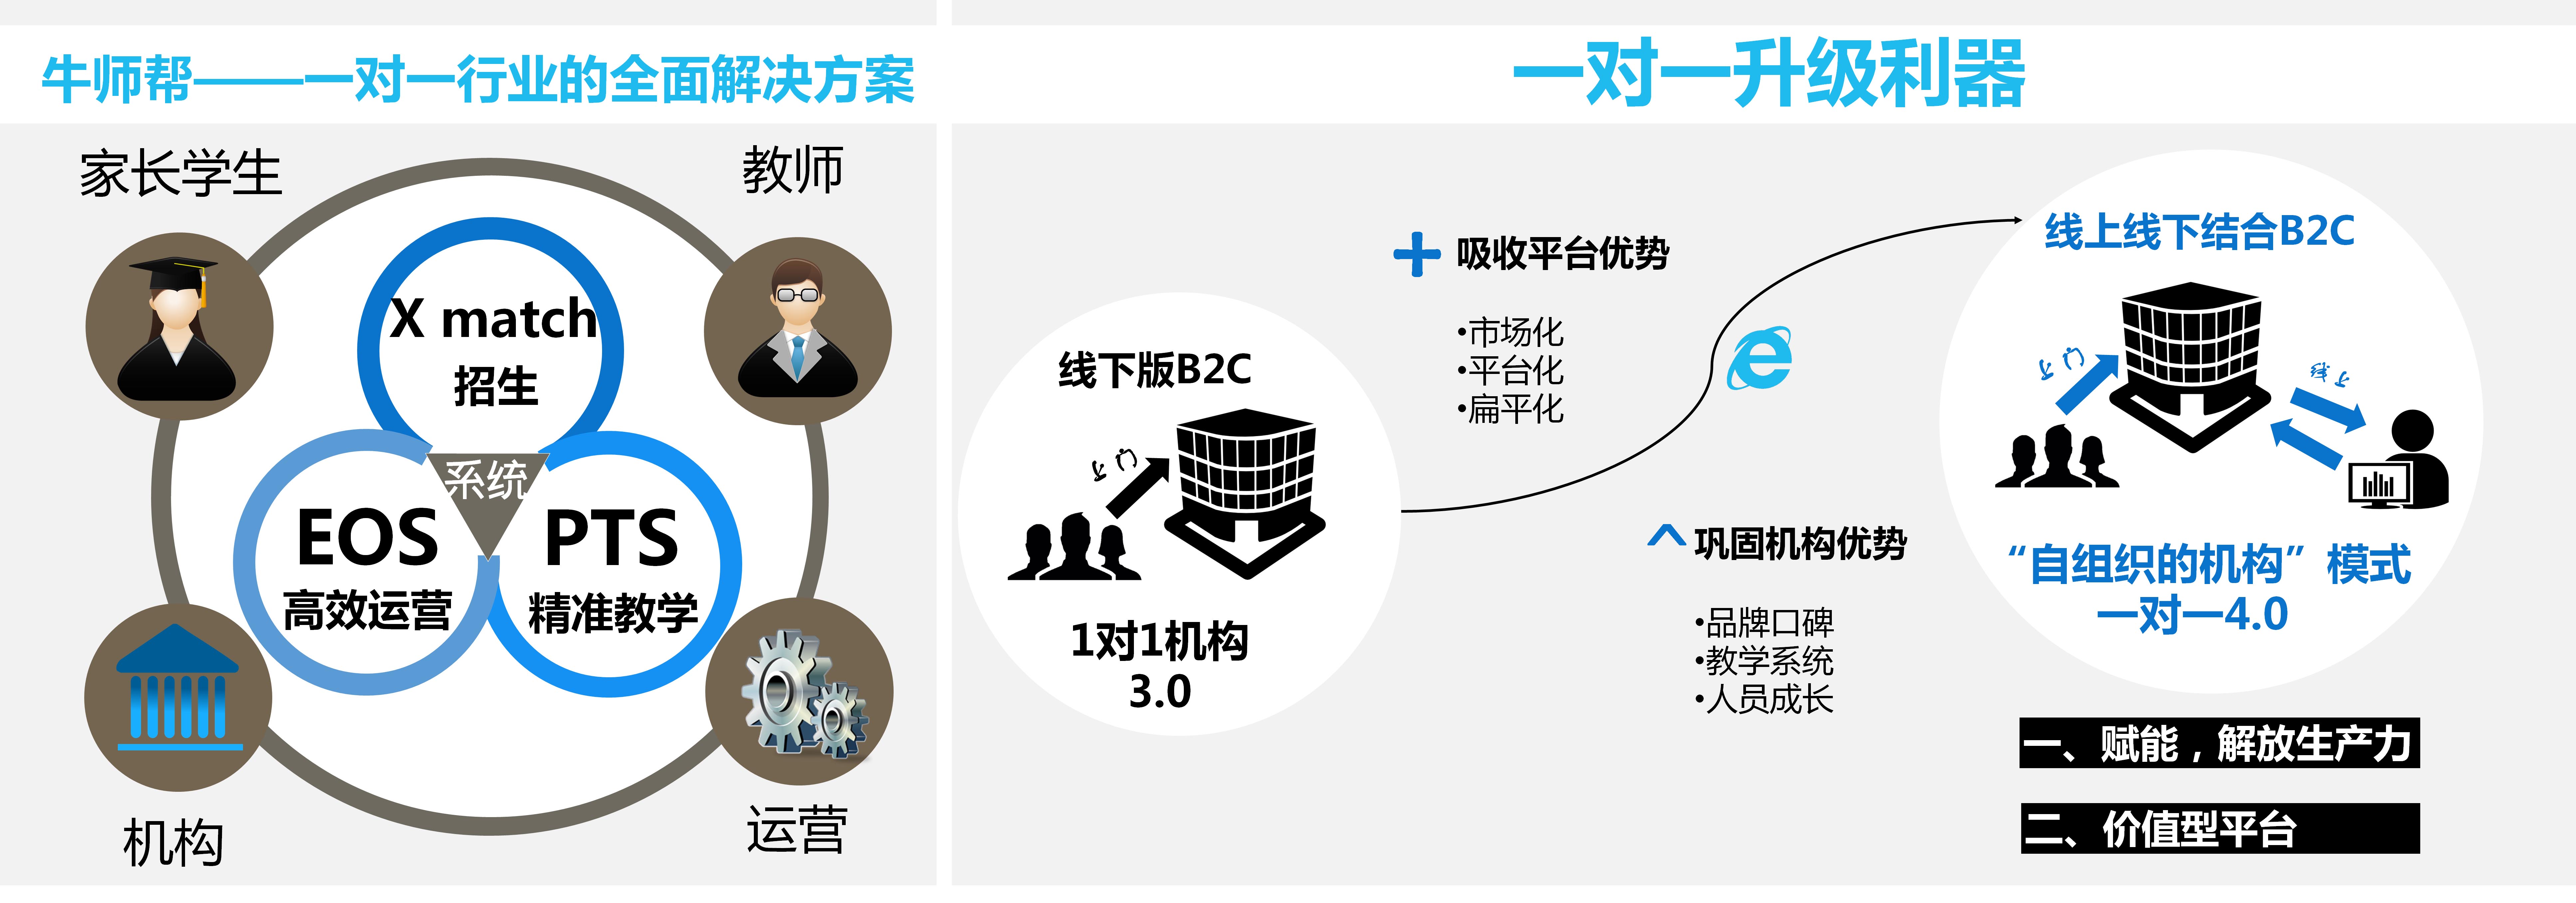 牛师帮——一对一行业的全面解决方案
家长学生
教师
X match
招生
系统
EOS
高效运营
PTS
精准教学
机构
运营
一对一升级利器
线下版B2C
上门
1对1机构
3.0
吸收平台优势
•市场化
•平台化
•扁平化
巩固机构优势
•品牌口碑
•教学系统
•人员成长
线上线下结合B2C
上门
线上
“自组织的机构”模式
一对一4.0
一、赋能，解放生产力
二、价值型平台